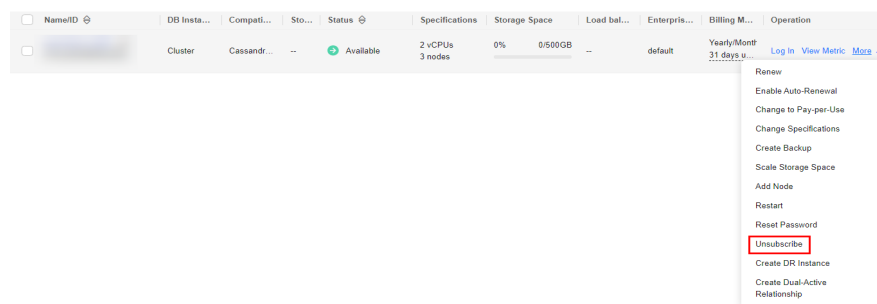 Name/ID DB Insta... Compati... Sto... Status Specifications Storage Space Load bal... Enterpris... Billing M... Operation
Cluster Cassandr... -- Available 2 vCPUs 0% 0/500GB -- default Yearly/Month Log In View Metric More
3 nodes 31 days u...
Renew
Enable Auto-Renewal
Change to Pay-per-Use
Change Specifications
Create Backup
Scale Storage Space
Add Node
Restart
Reset Password
Unsubscribe
Create DR Instance
Create Dual-Active
Relationship